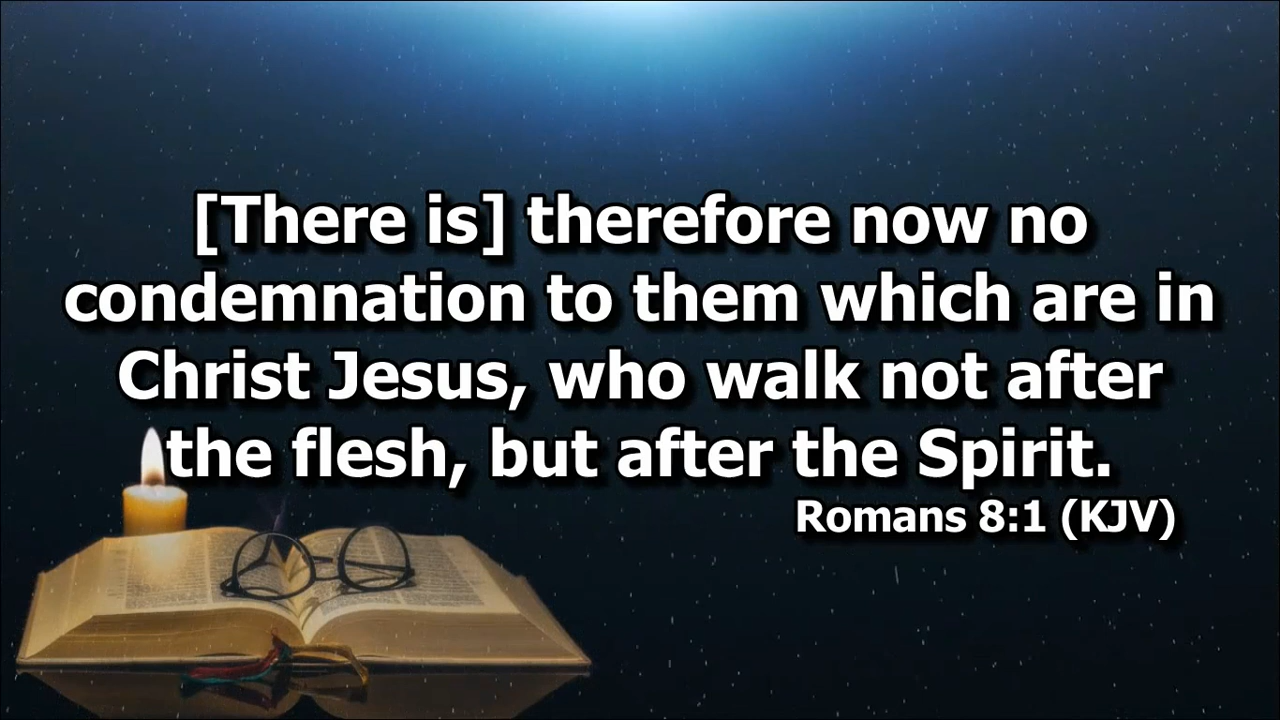 [There is] therefore now no
condemnation to them which are in
Christ Jesus, who walk not after
the flesh, but after the Spirit.
Romans 8:1 (KJV)